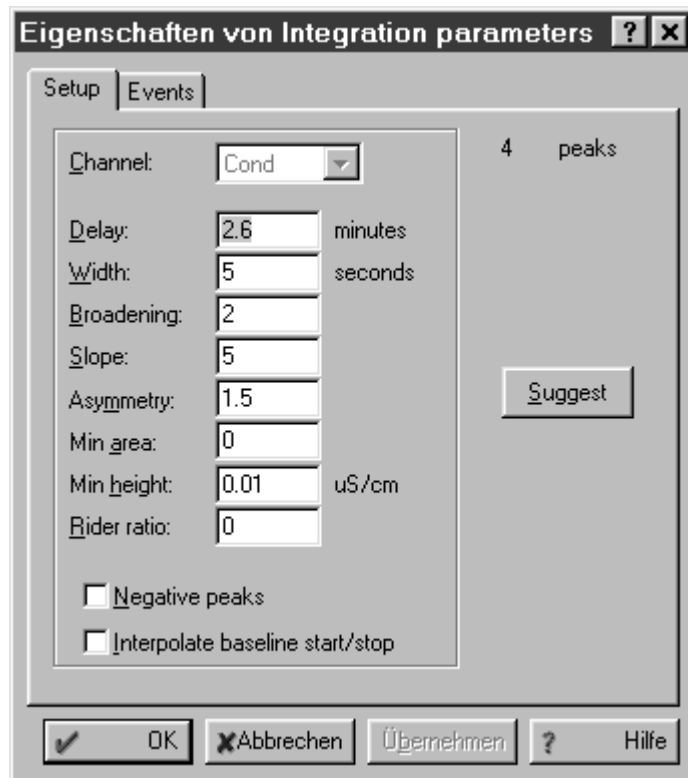 Eigenschaften von Integration parameters ?
Setup Events
Channel: Cond 4 peaks
Delay: 2.6 minutes
Width: 5 seconds
Broadening: 2
Slope: 5
Asymmetry: 1.5
Suggest
Min area: 0
Min height: 0.01 uS/cm
Rider ratio: 0
Negative peaks
Interpolate baseline start/stop
OK Abbrechen Übernehmen ? Hilfe